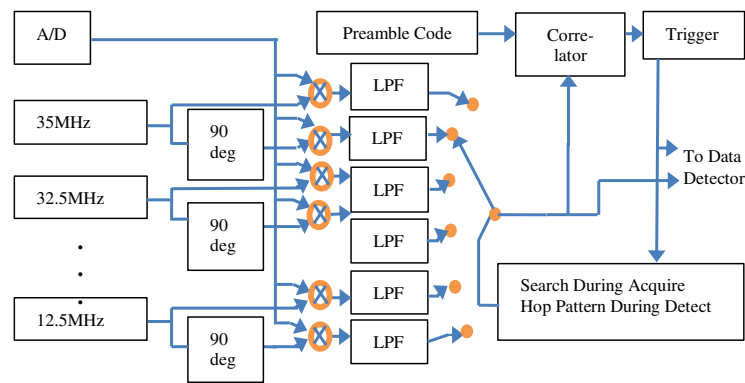 A/D
Preamble Code
Corre-
lator
Trigger
LPF
35MHz
90
deg
LPF
To Data
Detector
32.5MHz
LPF
90
deg
LPF
Search During Acquire
Hop Pattern During Detect
12.5MHz
LPF
90
deg
LPF